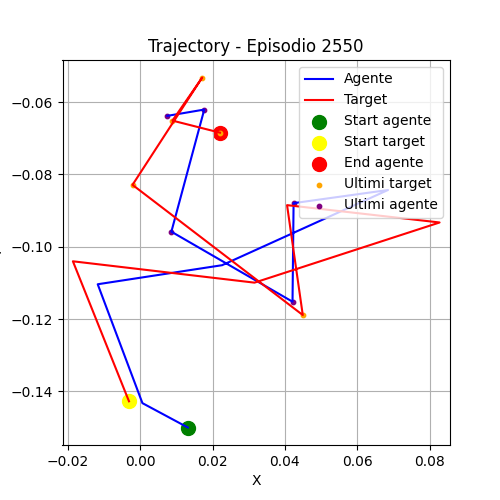 Trajectory - Episodio 2550
Agente
Target
Start agente
Start target
End agente
Ultimi target
Ultimi agente
−0.06
−0.08
−0.10
−0.12
−0.14
−0.02
0.00
0.02
0.04
0.06
0.08
X